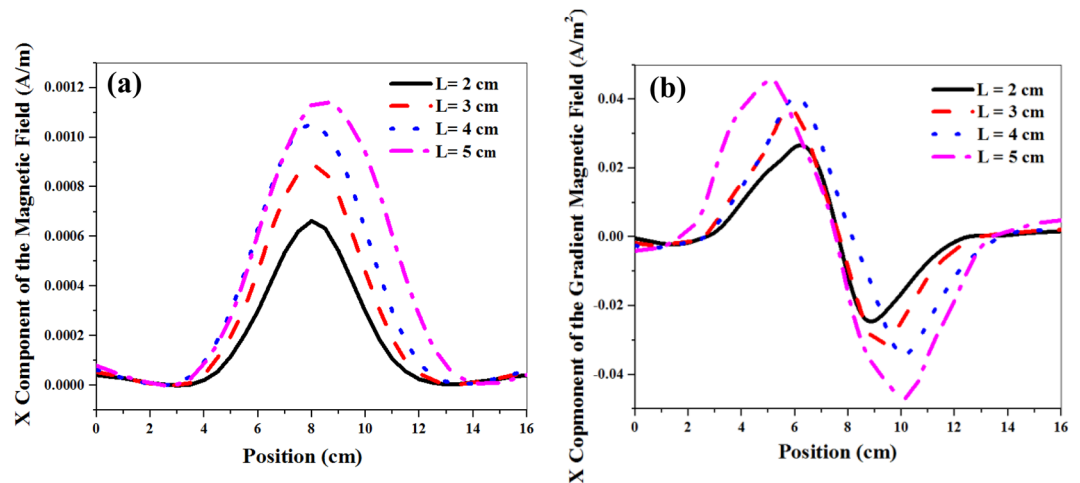 X Component of the Magnetic Field (A/m)
(a)
L= 2 cm
L= 3 cm
L= 4 cm
L= 5 cm
0.0012
0.0010
0.0008
0.0006
0.0004
0.0002
0.0000
0 2 4 6 8 10 12 14 16
Position (cm)
X Copmonent of the Gradient Magnetic Field (A/m²)
(b)
L = 2 cm
L = 3 cm
L = 4 cm
L = 5 cm
0.04
0.02
0.00
-0.02
-0.04
0 2 4 6 8 10 12 14 16
Position (cm)